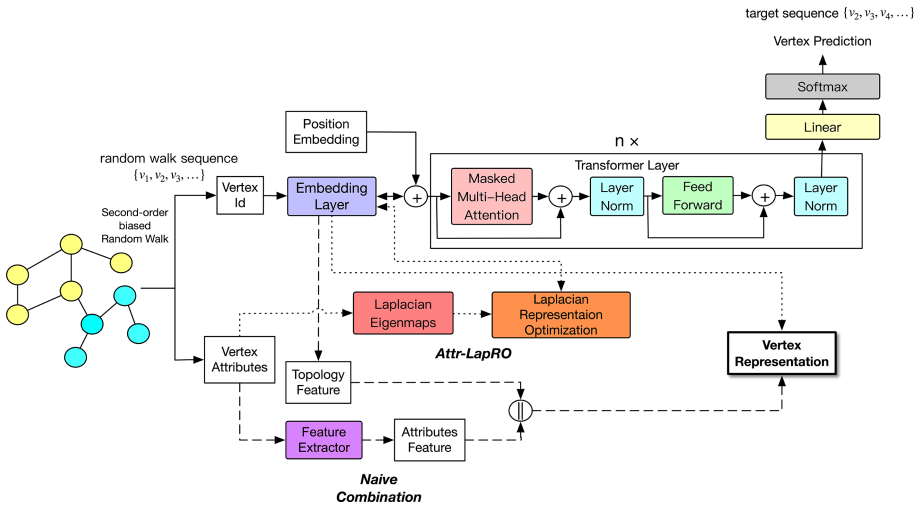 target sequence {v2, v3, v4, …}
Vertex Prediction
Softmax
Linear
n ×
Position
Embedding
Transformer Layer
random walk sequence
{v1, v2, v3, …}
Vertex
Id
Embedding
Layer
+
Masked
Multi-Head
Attention
+
Layer
Norm
Feed
Forward
+
Layer
Norm
Second-order
biased
Random Walk
Laplacian
Eigenmaps
Laplacian
Representaion
Optimization
Attr-LapRO
Vertex
Attributes
Vertex
Representation
Topology
Feature
||
Feature
Extractor
Attributes
Feature
Naive
Combination